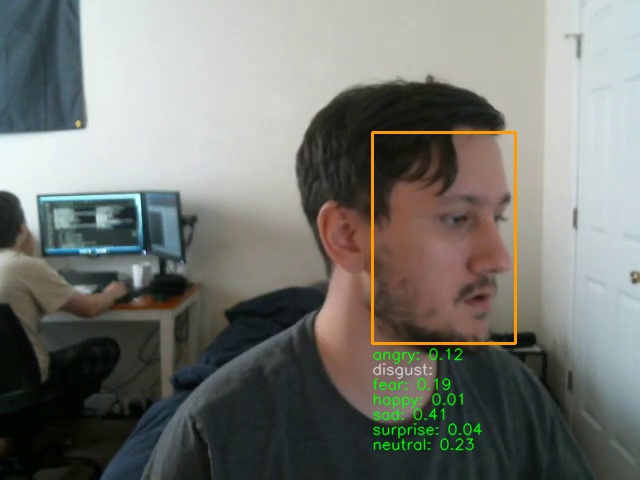 angry: 0.12
disgust:
fear: 0.19
happy: 0.01
sad: 0.41
surprise: 0.04
neutral: 0.23